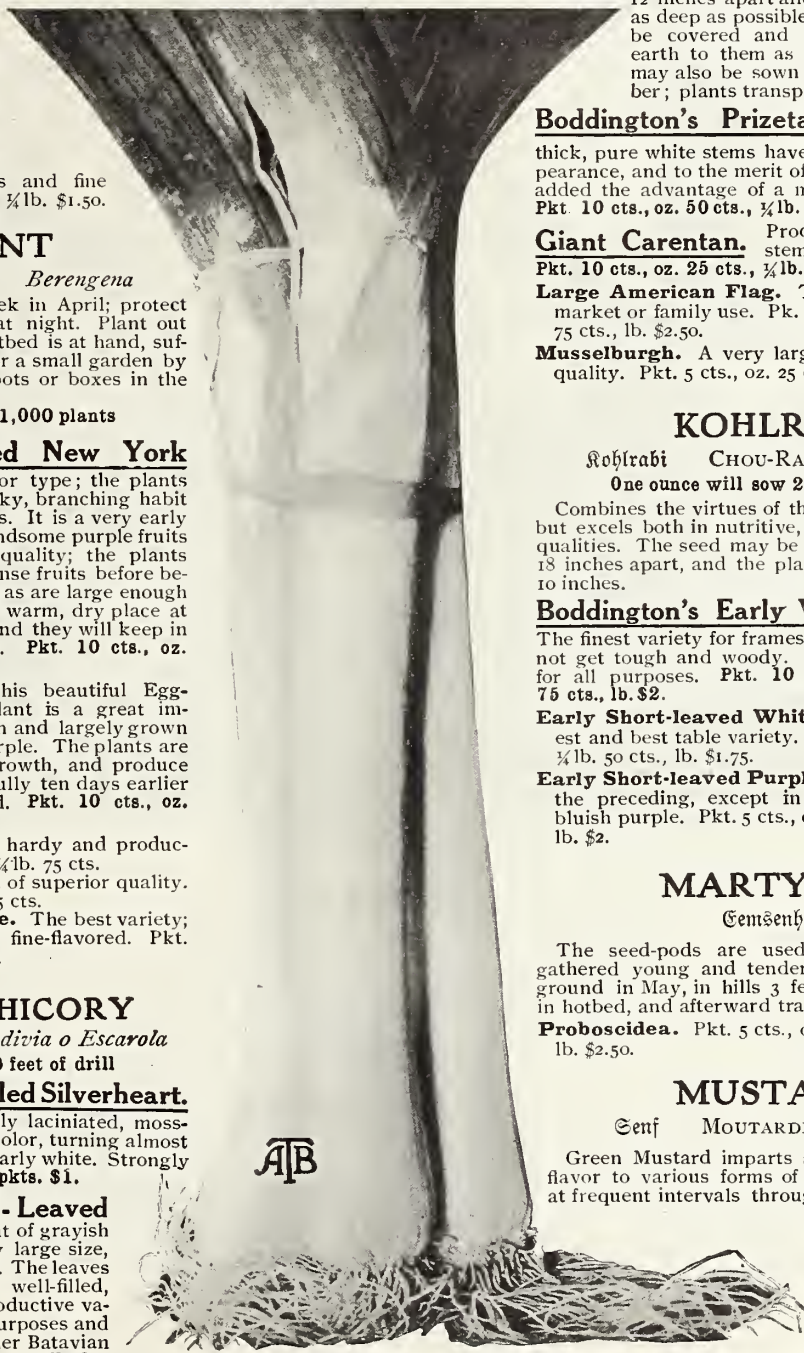 s and fine
¼lb. $1.50.
NT
Berengena
ek in April; protect
at night. Plant out
tbed is at hand, suf-
r a small garden by
ots or boxes in the
1,000 plants
ed New York
or type; the plants
ky, branching habit
s. It is a very early
ndsome purple fruits
quality; the plants
nse fruits before be-
as are large enough
warm, dry place at
nd they will keep in
. Pkt. 10 cts., oz.
his beautiful Egg-
lant is a great im-
n and largely grown
rple. The plants are
rowth, and produce
ully ten days earlier
l. Pkt. 10 cts., oz.
hardy and produc-
¼lb. 75 cts.
of superior quality.
5 cts.
e. The best variety;
fine-flavored. Pkt.
HICORY
divia o Escarola
0 feet of drill
led Silverheart.
ly laciniated, moss-
olor, turning almost
arly white. Strongly
pkts. $1.
- Leaved
nt of grayish
y large size,
. The leaves
well-filled,
oductive va-
urposes and
er Batavian
ATB
12 inches apart and
as deep as possible
be covered and
earth to them as
may also be sown
ber; plants transp
Boddington's Prizeta
thick, pure white stems have
pearance, and to the merit of
added the advantage of a m
Pkt 10 cts., oz. 50 cts., ¼lb.
Giant Carentan. Proc
stem
Pkt. 10 cts., oz. 25 cts., ¼lb.
Large American Flag. T
market or family use. Pk.
75 cts., lb. $2.50.
Musselburgh. A very larg
quality. Pkt. 5 cts., oz. 25 c
KOHLR
Kohlrabi CHOU-RA
One ounce will sow 2
Combines the virtues of th
but excels both in nutritive,
qualities. The seed may be
18 inches apart, and the pla
10 inches.
Boddington's Early V
The finest variety for frames
not get tough and woody.
for all purposes. Pkt. 10
75 cts., lb. $2.
Early Short-leaved Whit
est and best table variety.
¼lb. 50 cts., lb. $1.75.
Early Short-leaved Purpl
the preceding, except in
bluish purple. Pkt. 5 cts., o
lb. $2.
MARTY
Gemsenh
The seed-pods are used
gathered young and tender
ground in May, in hills 3 fe
in hotbed, and afterward tra
Proboscidea. Pkt. 5 cts., o
lb. $2.50.
MUSTA
Senf MOUTARD
Green Mustard imparts
flavor to various forms of
at frequent intervals throug